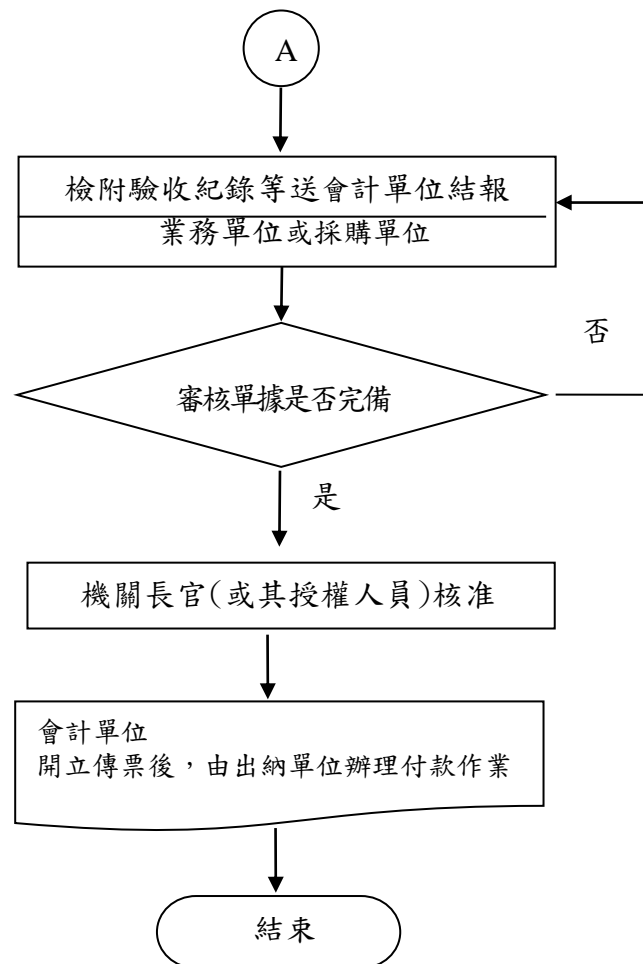 A
檢附驗收紀錄等送會計單位結報
業務單位或採購單位
否
審核單據是否完備
是
機關長官(或其授權人員)核准
會計單位
開立傳票後，由出納單位辦理付款作業
結束